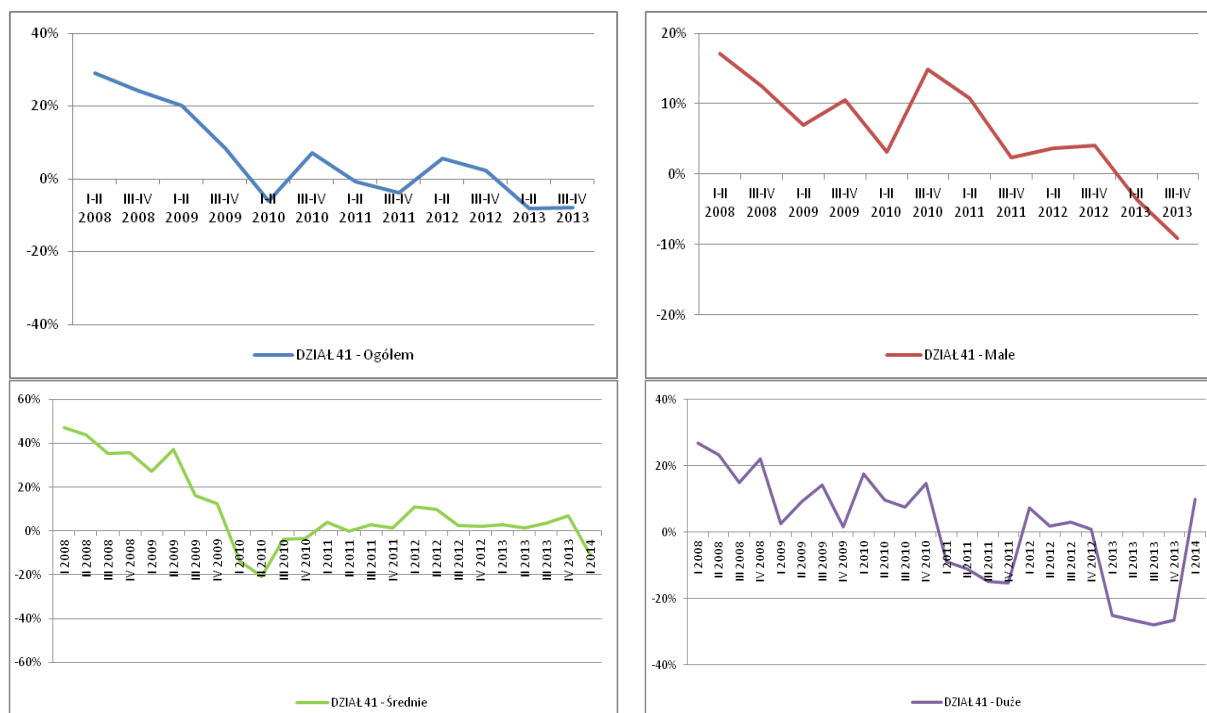 40%
20%
0%
-20%
-40%
I-II 2008
III-IV 2008
I-II 2009
III-IV 2009
I-II 2010
III-IV 2010
I-II 2011
III-IV 2011
I-II 2012
III-IV 2012
I-II 2013
III-IV 2013
DZIAŁ 41 - Ogółem
20%
10%
0%
-10%
-20%
I-II 2008
III-IV 2008
I-II 2009
III-IV 2009
I-II 2010
III-IV 2010
I-II 2011
III-IV 2011
I-II 2012
III-IV 2012
I-II 2013
III-IV 2013
DZIAŁ 41 - Małe
60%
40%
20%
0%
-20%
-40%
-60%
I 2008
II 2008
III 2008
IV 2008
I 2009
II 2009
III 2009
IV 2009
I 2010
II 2010
III 2010
IV 2010
I 2011
II 2011
III 2011
IV 2011
I 2012
II 2012
III 2012
IV 2012
I 2013
II 2013
III 2013
IV 2013
I 2014
DZIAŁ 41 - Średnie
40%
20%
0%
-20%
-40%
I 2008
II 2008
III 2008
IV 2008
I 2009
II 2009
III 2009
IV 2009
I 2010
II 2010
III 2010
IV 2010
I 2011
II 2011
III 2011
IV 2011
I 2012
II 2012
III 2012
IV 2012
I 2013
II 2013
III 2013
IV 2013
I 2014
DZIAŁ 41 - Duże